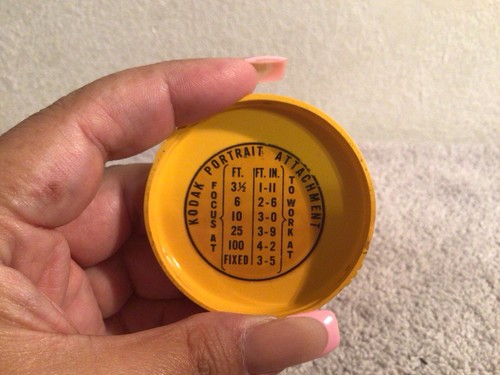 KODAK PORTRAIT ATTACHMENT
FOCUS AT
TO WORK AT
FT. FT. IN.
3½ 1-11
6 2-6
10 3-0
25 3-9
100 4-2
FIXED 3-5